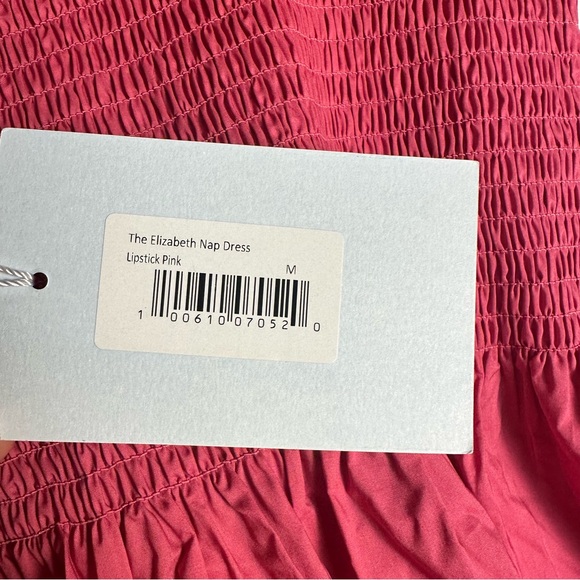 The Elizabeth Nap Dress
Lipstick Pink
M
1 00610 07052 0